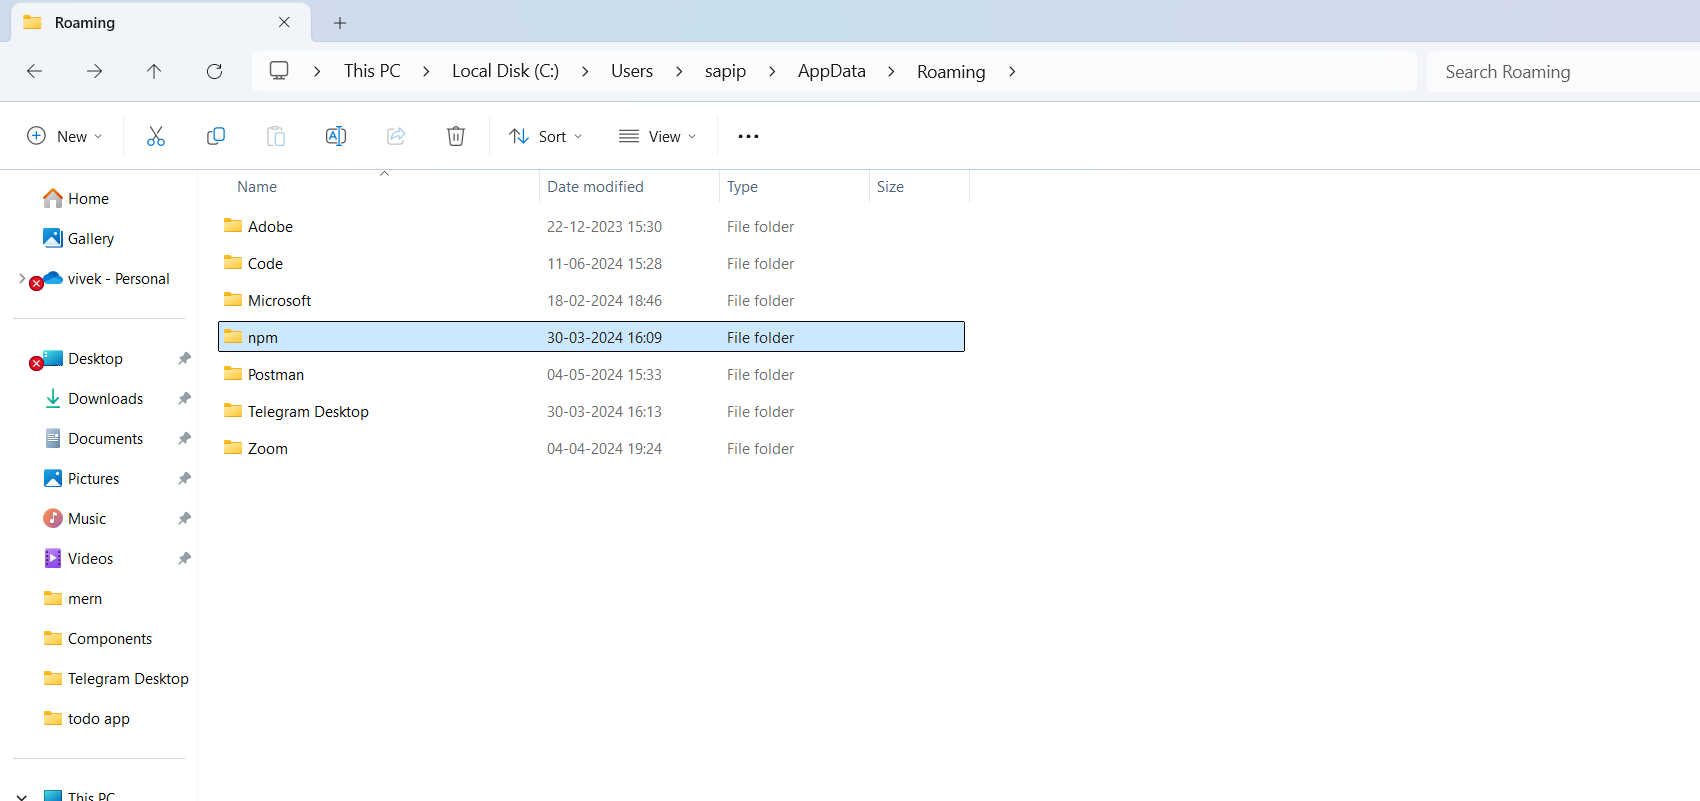 Roaming
This PC Local Disk (C:) Users sapip AppData Roaming
Search Roaming
New Sort View
Name Date modified Type Size
Home
Gallery
vivek - Personal
Desktop
Downloads
Documents
Pictures
Music
Videos
mern
Components
Telegram Desktop
todo app
This PC
Adobe 22-12-2023 15:30 File folder
Code 11-06-2024 15:28 File folder
Microsoft 18-02-2024 18:46 File folder
npm 30-03-2024 16:09 File folder
Postman 04-05-2024 15:33 File folder
Telegram Desktop 30-03-2024 16:13 File folder
Zoom 04-04-2024 19:24 File folder